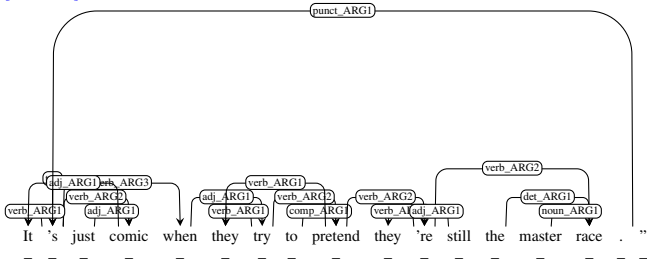 punct_ARG1
verb_ARG2
adj_ARG1 verb_ARG3 verb_ARG1
verb_ARG2 adj_ARG1 verb_ARG2 verb_ARG2 det_ARG1
verb_ARG1 adj_ARG1 verb_ARG1 comp_ARG1 adj_ARG1 noun_ARG1
It 's just comic when they try to pretend they 're still the master race . ”
_ _ _ _ _ _ _ _ _ _ _ _ _ _ _ _ _